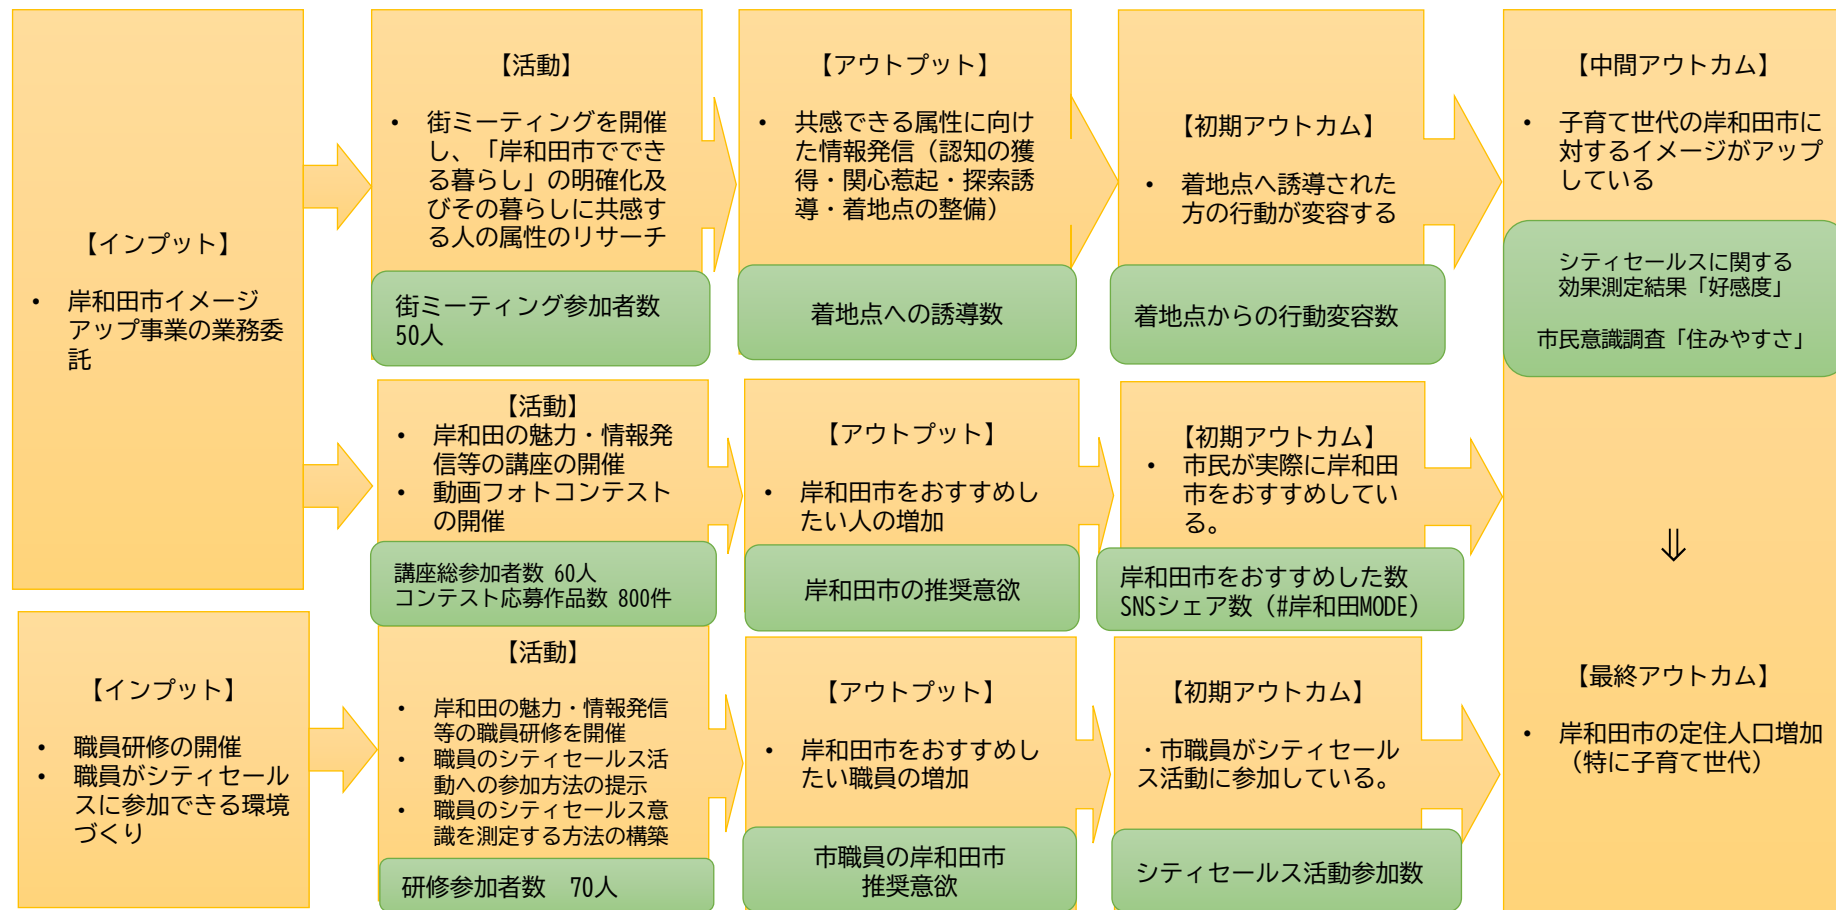 【インプット】
• 岸和田市イメージ
アップ事業の業務委
託
【活動】
• 街ミーティングを開催
し、「岸和田市ででき
る暮らし」の明確化及
びその暮らしに共感す
る人の属性のリサーチ
街ミーティング参加者数
50人
【アウトプット】
• 共感できる属性に向け
た情報発信（認知の獲
得・関心惹起・探索誘
導・着地点の整備）
着地点への誘導数
【初期アウトカム】
• 着地点へ誘導された
方の行動が変容する
着地点からの行動変容数
【中間アウトカム】
• 子育て世代の岸和田市に
対するイメージがアップ
している
シティセールスに関する
効果測定結果「好感度」
市民意識調査「住みやすさ」
【活動】
• 岸和田の魅力・情報発
信等の講座の開催
• 動画フォトコンテスト
の開催
講座総参加者数 60人
コンテスト応募作品数 800件
【アウトプット】
• 岸和田市をおすすめし
たい人の増加
岸和田市の推奨意欲
【初期アウトカム】
• 市民が実際に岸和田
市をおすすめしてい
る。
岸和田市をおすすめした数
SNSシェア数（#岸和田MODE）
⇓
【インプット】
• 職員研修の開催
• 職員がシティセール
スに参加できる環境
づくり
【活動】
• 岸和田の魅力・情報発信
等の職員研修を開催
• 職員のシティセールス活
動への参加方法の提示
• 職員のシティセールス意
識を測定する方法の構築
研修参加者数 70人
【アウトプット】
• 岸和田市をおすすめし
たい職員の増加
市職員の岸和田市
推奨意欲
【初期アウトカム】
・市職員がシティセール
ス活動に参加している。
シティセールス活動参加数
【最終アウトカム】
• 岸和田市の定住人口増加
（特に子育て世代）